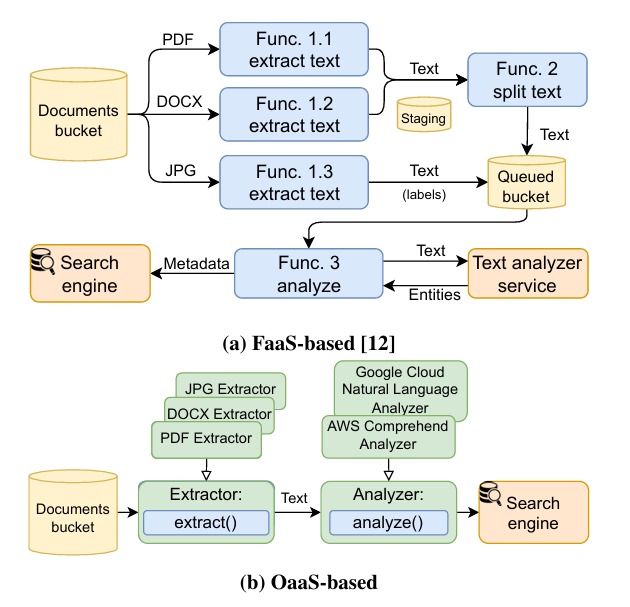 PDF
Func. 1.1
extract text
Text
Func. 2
split text
Documents
bucket
DOCX
Func. 1.2
extract text
Staging
Text
JPG
Func. 1.3
extract text
Text
(labels)
Queued
bucket
Search
engine
Metadata
Func. 3
analyze
Text
Entities
Text analyzer
service
(a) FaaS-based [12]
JPG Extractor
DOCX Extractor
PDF Extractor
Google Cloud
Natural Language
Analyzer
AWS Comprehend
Analyzer
Documents
bucket
Extractor:
extract()
Text
Analyzer:
analyze()
Search
engine
(b) OaaS-based